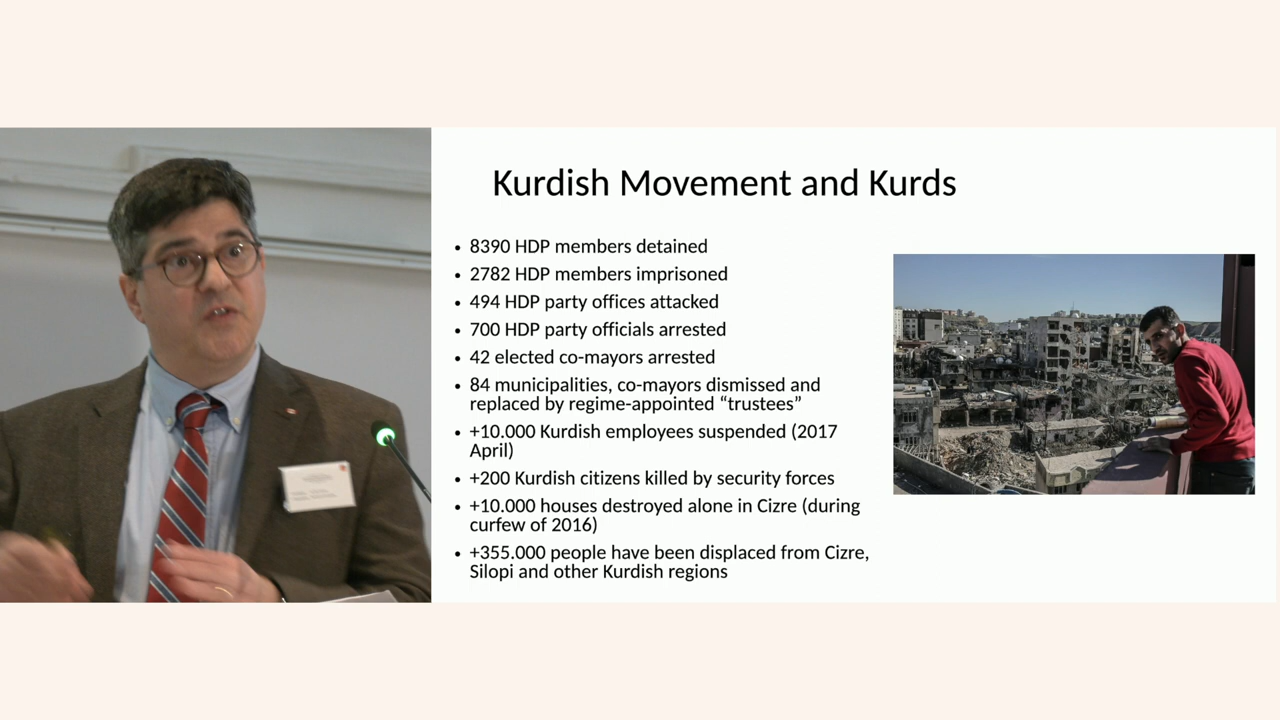 Kurdish Movement and Kurds
• 8390 HDP members detained
• 2782 HDP members imprisoned
• 494 HDP party offices attacked
• 700 HDP party officials arrested
• 42 elected co-mayors arrested
• 84 municipalities, co-mayors dismissed and
replaced by regime-appointed “trustees”
• +10.000 Kurdish employees suspended (2017
April)
• +200 Kurdish citizens killed by security forces
• +10.000 houses destroyed alone in Cizre (during
curfew of 2016)
• +355.000 people have been displaced from Cizre,
Silopi and other Kurdish regions